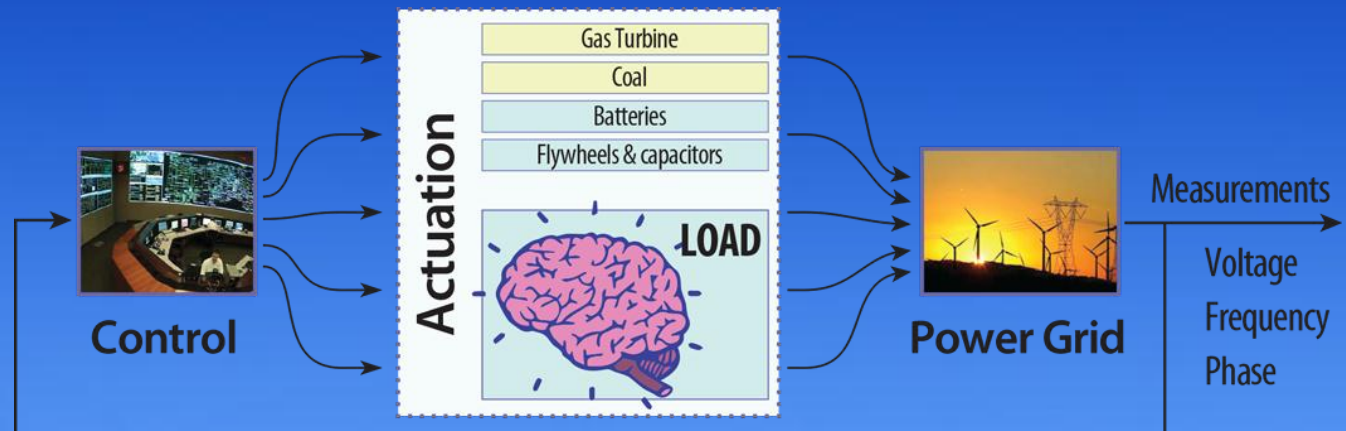 Control
Actuation
Gas Turbine
Coal
Batteries
Flywheels & capacitors
LOAD
Power Grid
Measurements
Voltage
Frequency
Phase